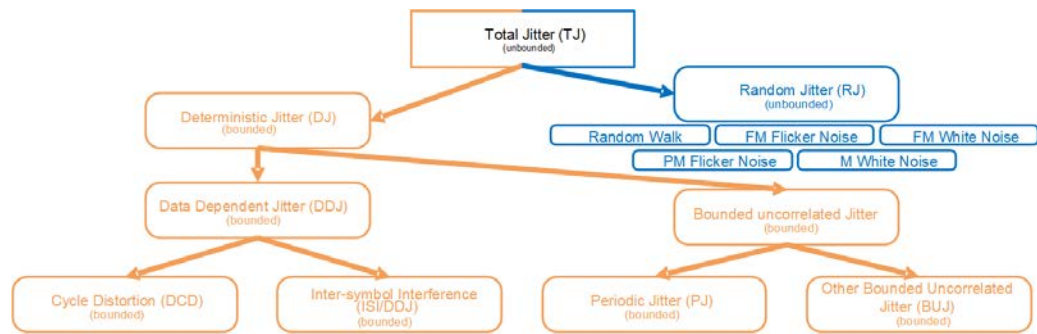 Total Jitter (TJ)
(unbounded)
Random Jitter (RJ)
(unbounded)
Deterministic Jitter (DJ)
(bounded)
Random Walk
FM Flicker Noise
FM White Noise
PM Flicker Noise
M White Noise
Data Dependent Jitter (DDJ)
(bounded)
Bounded uncorrelated Jitter
(bounded)
Cycle Distortion (DCD)
(bounded)
Inter-symbol Interference
(ISI/DDJ)
(bounded)
Periodic Jitter (PJ)
(bounded)
Other Bounded Uncorrelated
Jitter (BUJ)
(bounded)